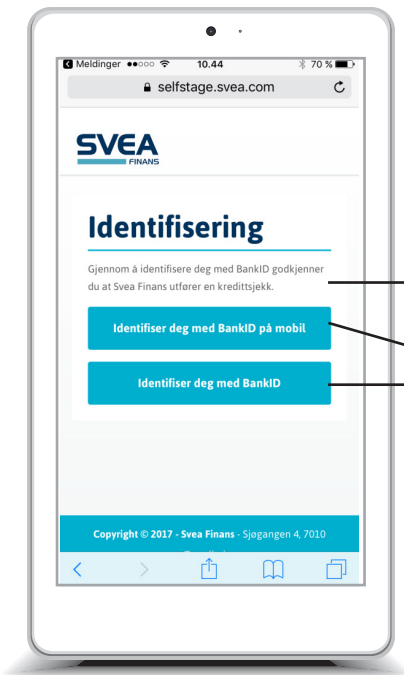 Meldinger 10.44 70 %
selfstage.svea.com
SVEA
FINANS
Identifisering
Gjennom å identifisere deg med BankID godkjenner
du at Svea Finans utfører en kredittsjekk.
Identifiser deg med BankID på mobil
Identifiser deg med BankID
Copyright © 2017 - Svea Finans - Sjøgangen 4, 7010